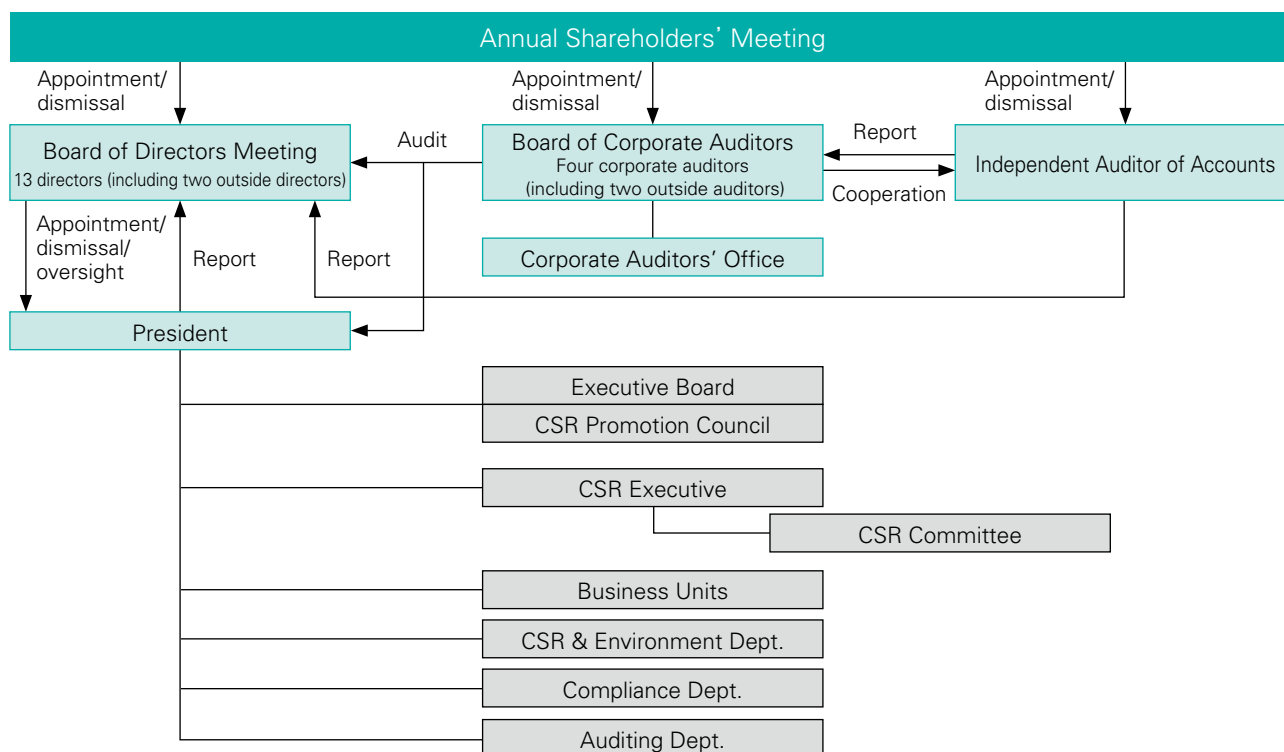 Annual Shareholders’ Meeting
Appointment/
dismissal
Appointment/
dismissal
Appointment/
dismissal
Board of Directors Meeting
13 directors (including two outside directors)
Audit
Board of Corporate Auditors
Four corporate auditors
(including two outside auditors)
Report
Cooperation
Independent Auditor of Accounts
Appointment/
dismissal/
oversight
Report
Report
Corporate Auditors’ Office
President
Executive Board
CSR Promotion Council
CSR Executive
CSR Committee
Business Units
CSR & Environment Dept.
Compliance Dept.
Auditing Dept.